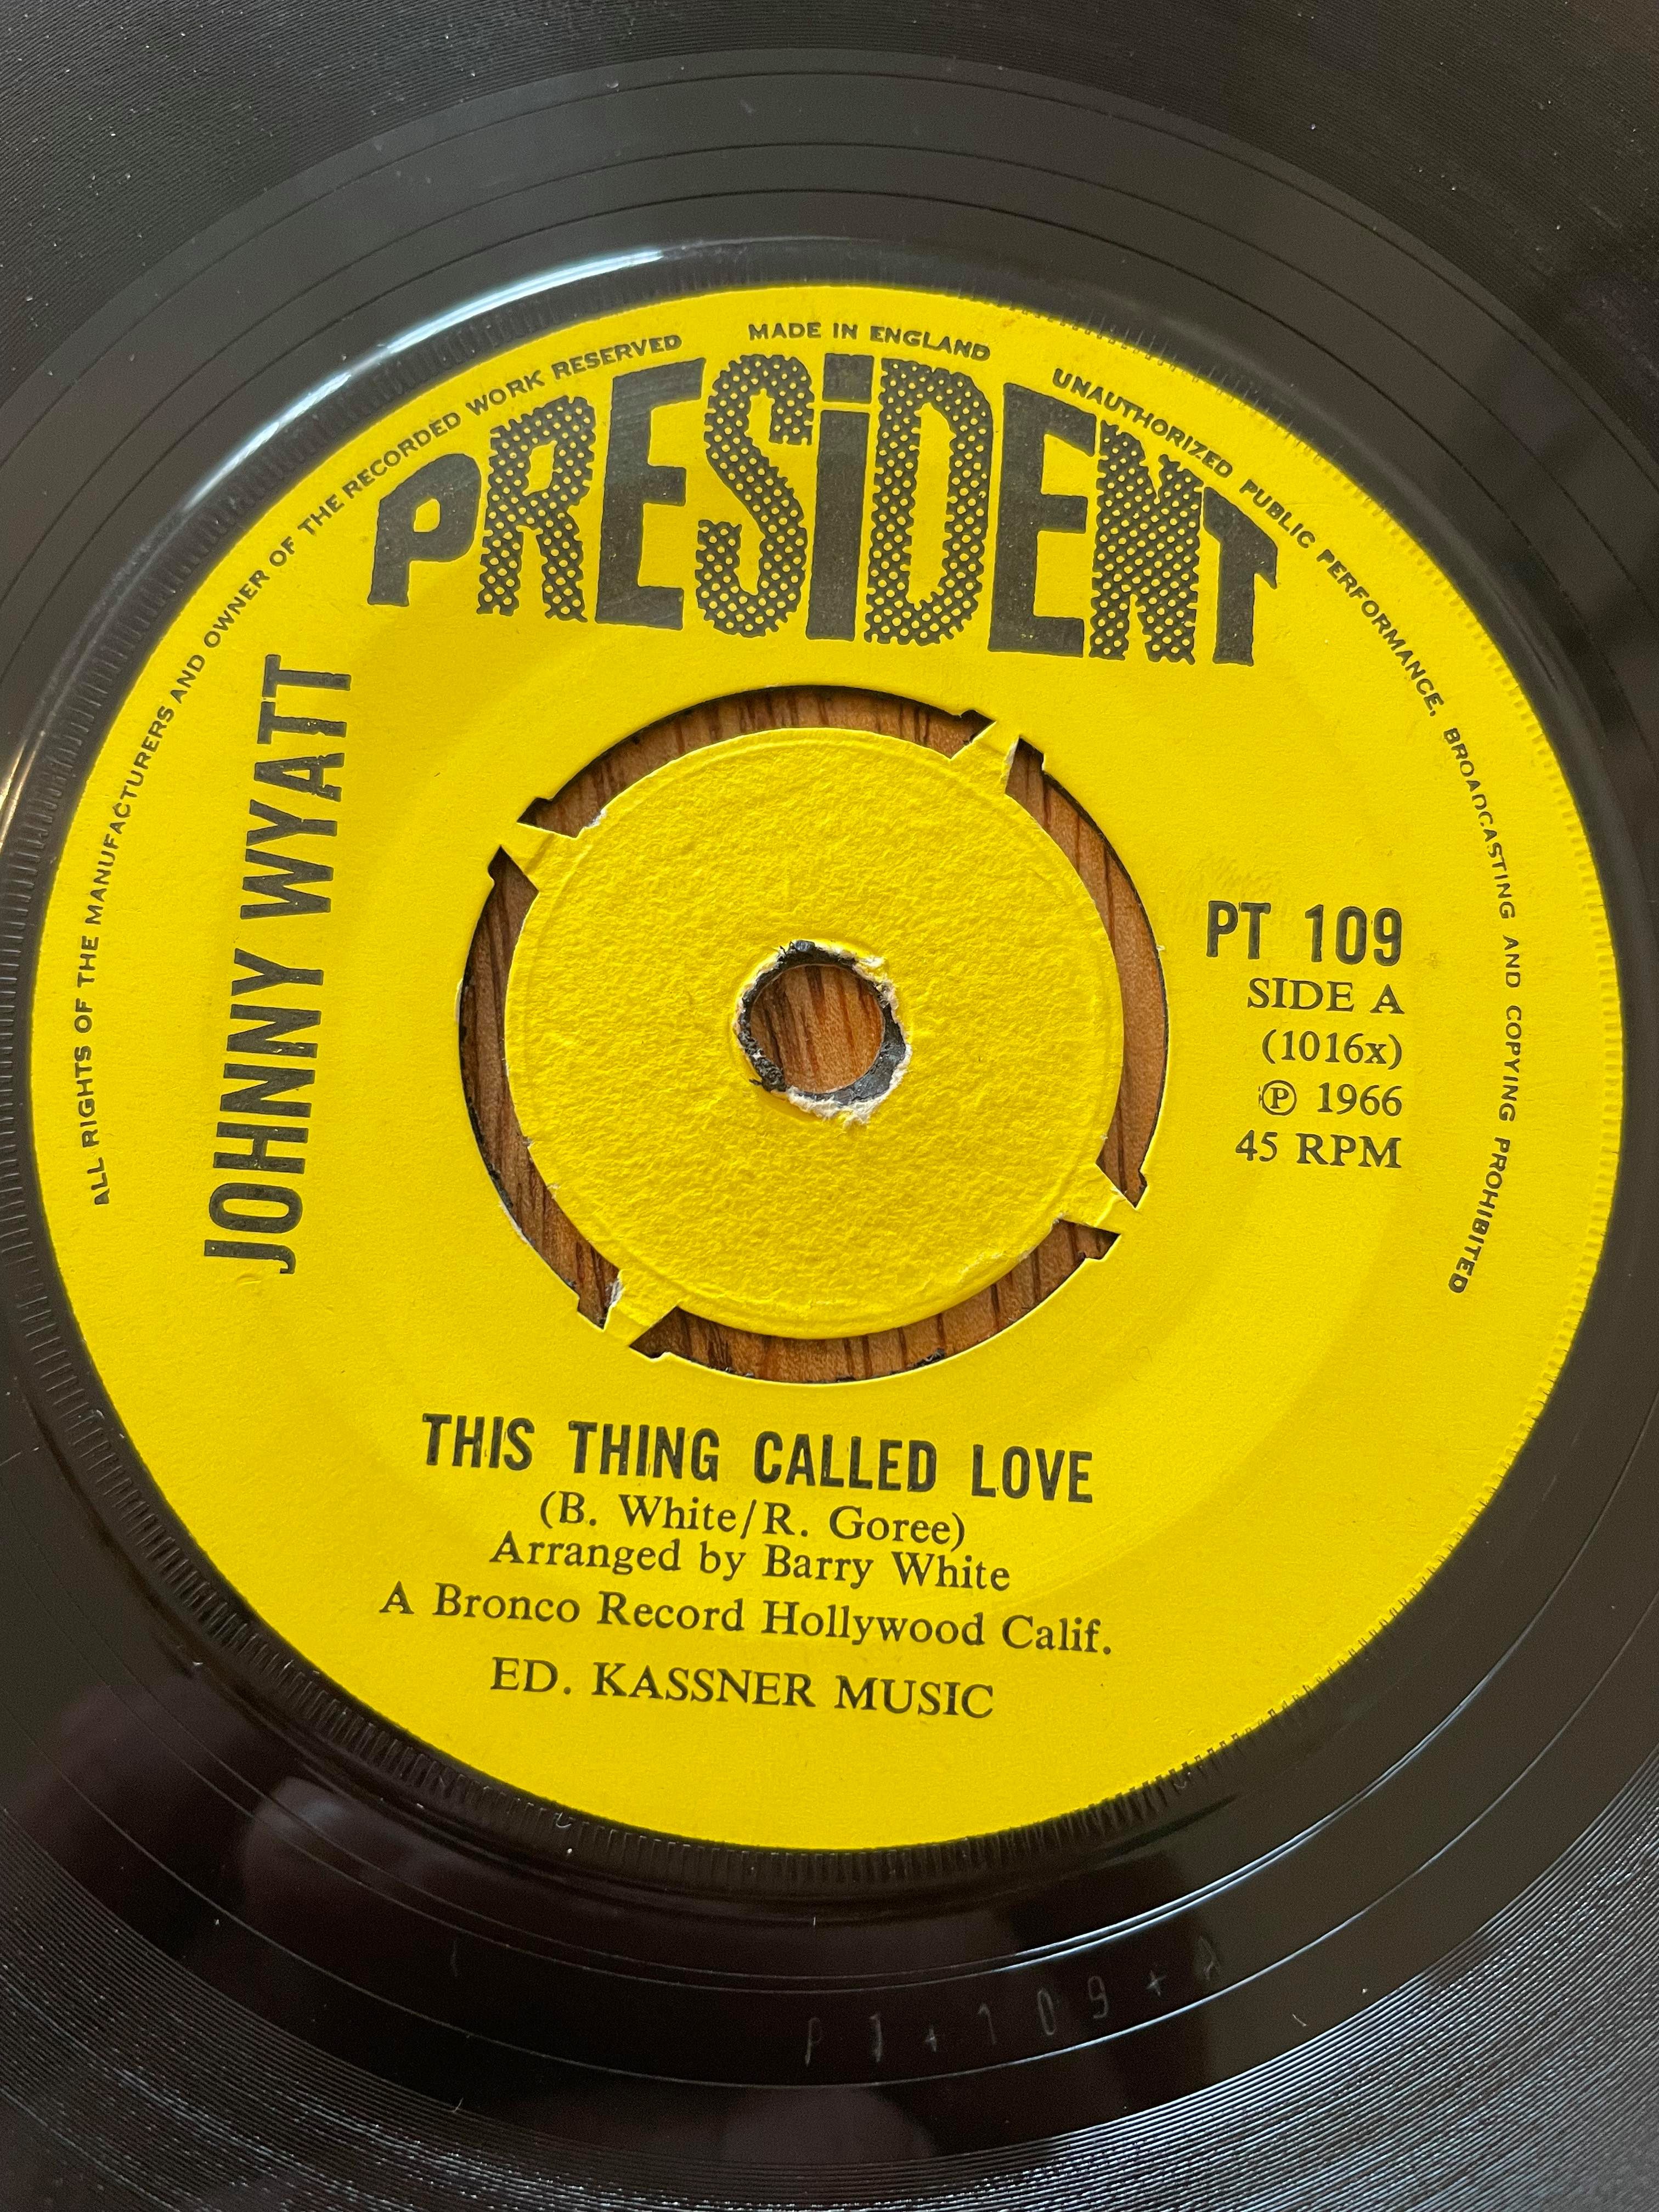 ALL RIGHTS OF THE MANUFACTURERS AND OWNER OF THE RECORDED WORK RESERVED
MADE IN ENGLAND
UNAUTHORIZED PUBLIC PERFORMANCE, BROADCASTING AND COPYING PROHIBITED
PRESiDENT
JOHNNY WYATT
PT 109
SIDE A
(1016x)
℗ 1966
45 RPM
THIS THING CALLED LOVE
(B. White/R. Goree)
Arranged by Barry White
A Bronco Record Hollywood Calif.
ED. KASSNER MUSIC